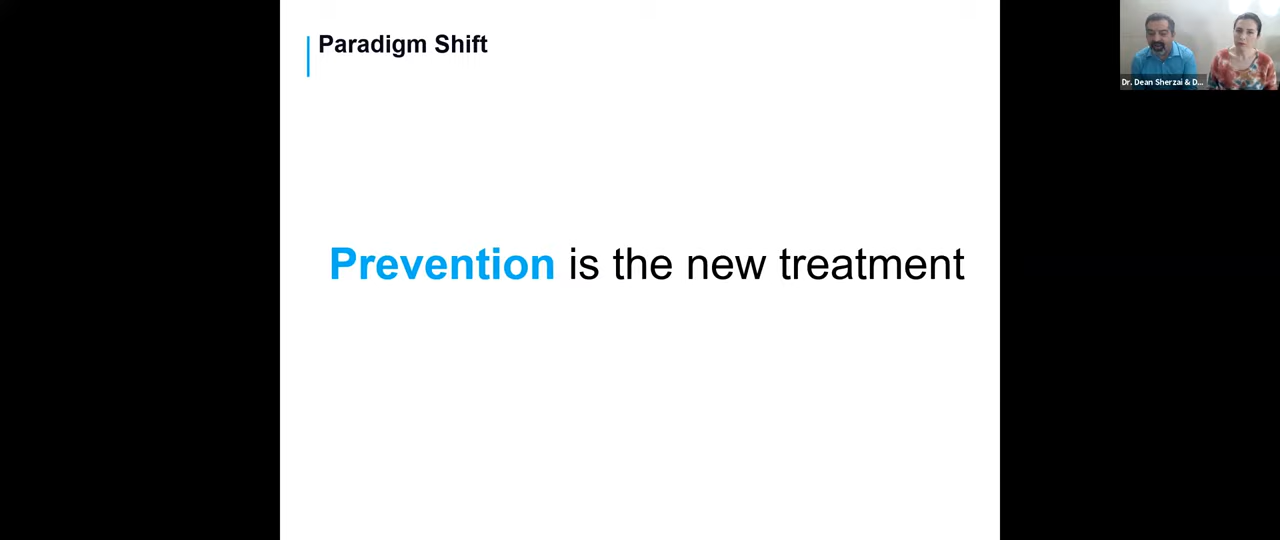 Paradigm Shift
Dr. Dean Sherzai & D...
Prevention is the new treatment